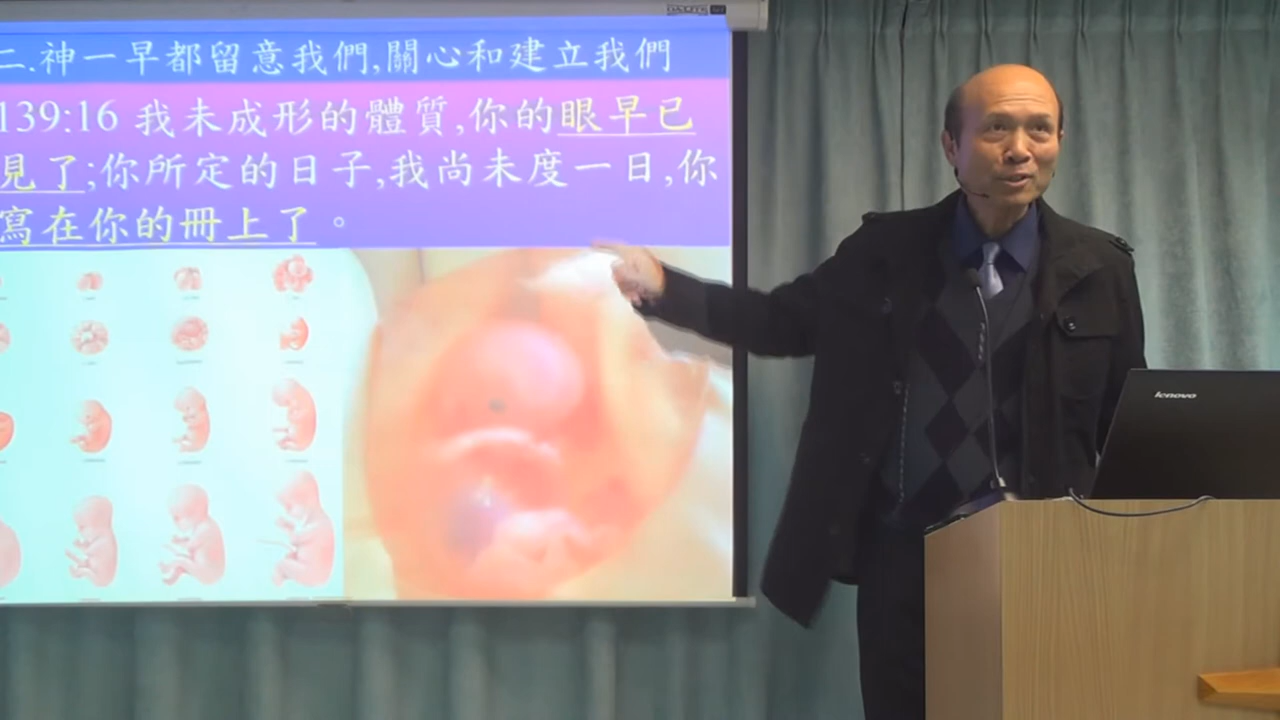 二.神一早都留意我們,關心和建立我們
139:16 我未成形的體質,你的眼早已
見了;你所定的日子,我尚未度一日,你
寫在你的冊上了。
lenovo